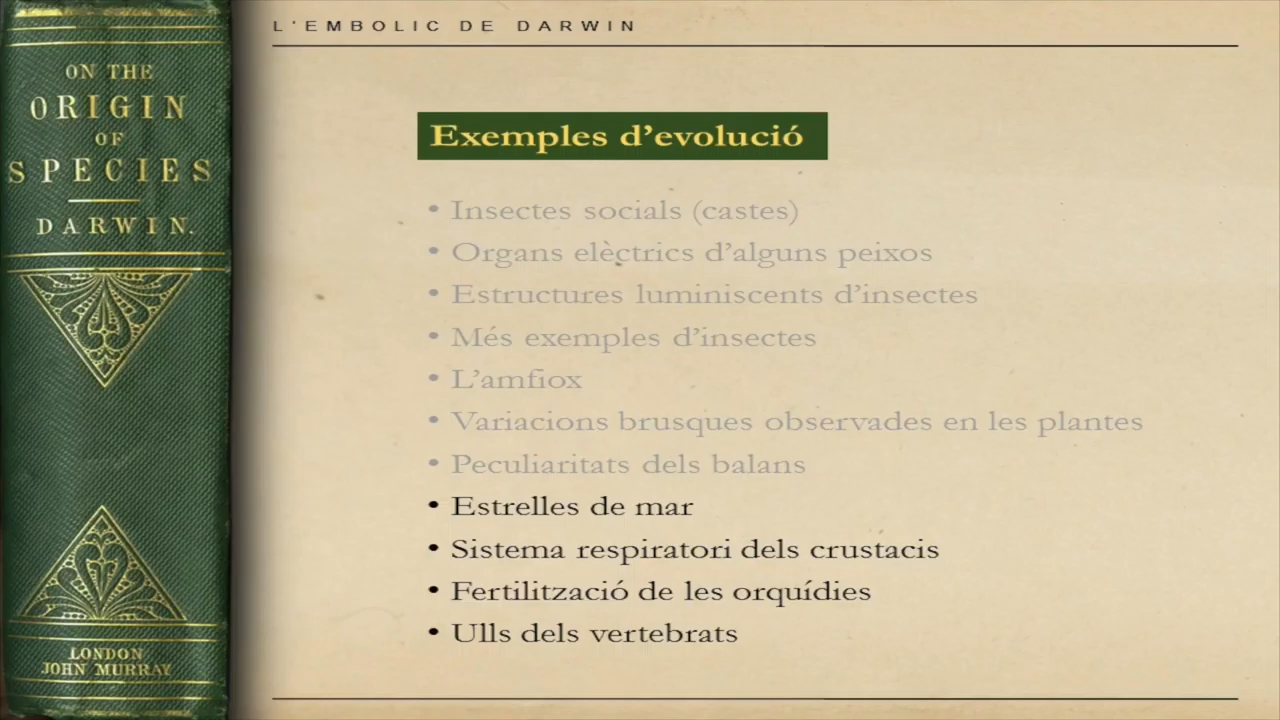 ON THE
ORIGIN
OF
SPECIES
DARWIN.
LONDON
JOHN MURRAY
L'EMBOLIC DE DARWIN
Exemples d’evolució
• Insectes socials (castes)
• Organs elèctrics d’alguns peixos
• Estructures luminiscents d’insectes
• Més exemples d’insectes
• L’amfiox
• Variacions brusques observades en les plantes
• Peculiaritats dels balans
• Estrelles de mar
• Sistema respiratori dels crustacis
• Fertilització de les orquídies
• Ulls dels vertebrats